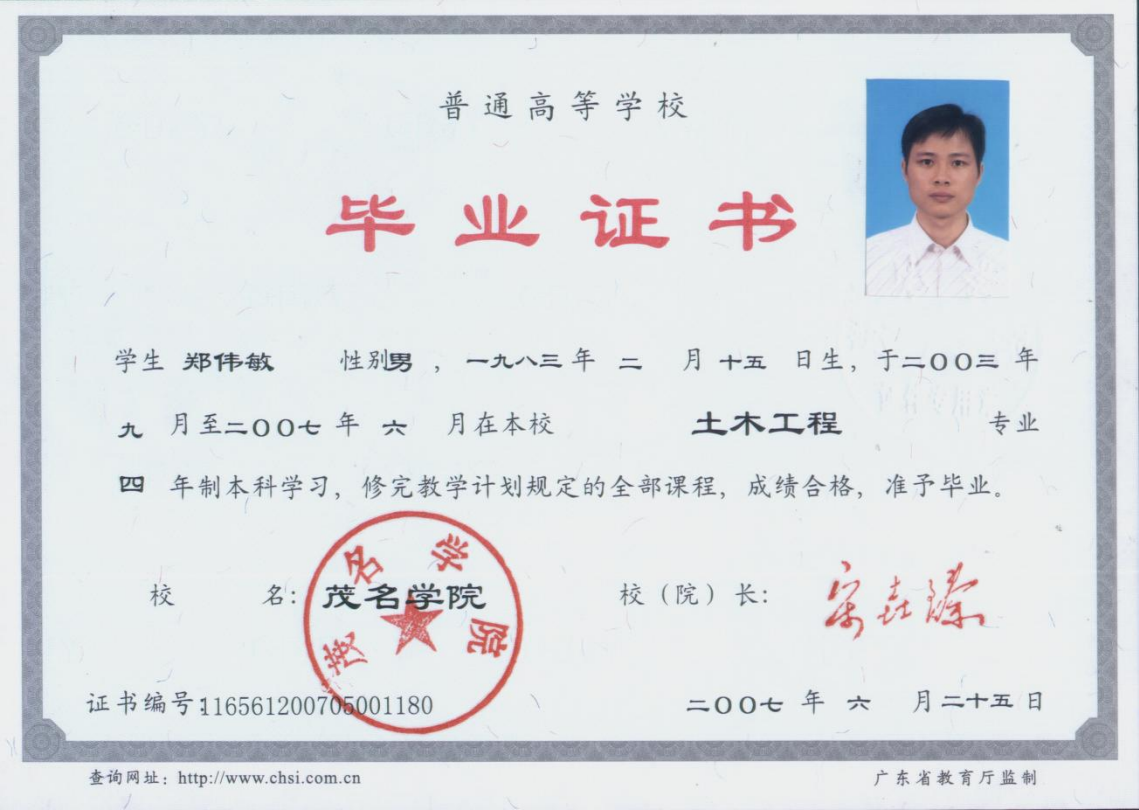 普通高等学校
毕业证书
学生 郑伟敏 性别男，一九八三年 二 月 十五 日生，于二〇〇三 年
九 月至二〇〇七 年 六 月在本校 土木工程 专业
四 年制本科学习，修完教学计划规定的全部课程，成绩合格，准予毕业。
校 名：茂名学院 校（院）长：
茂名学院
证书编号：116561200705001180 二〇〇七 年 六 月二十五日
查询网址：http://www.chsi.com.cn 广东省教育厅监制